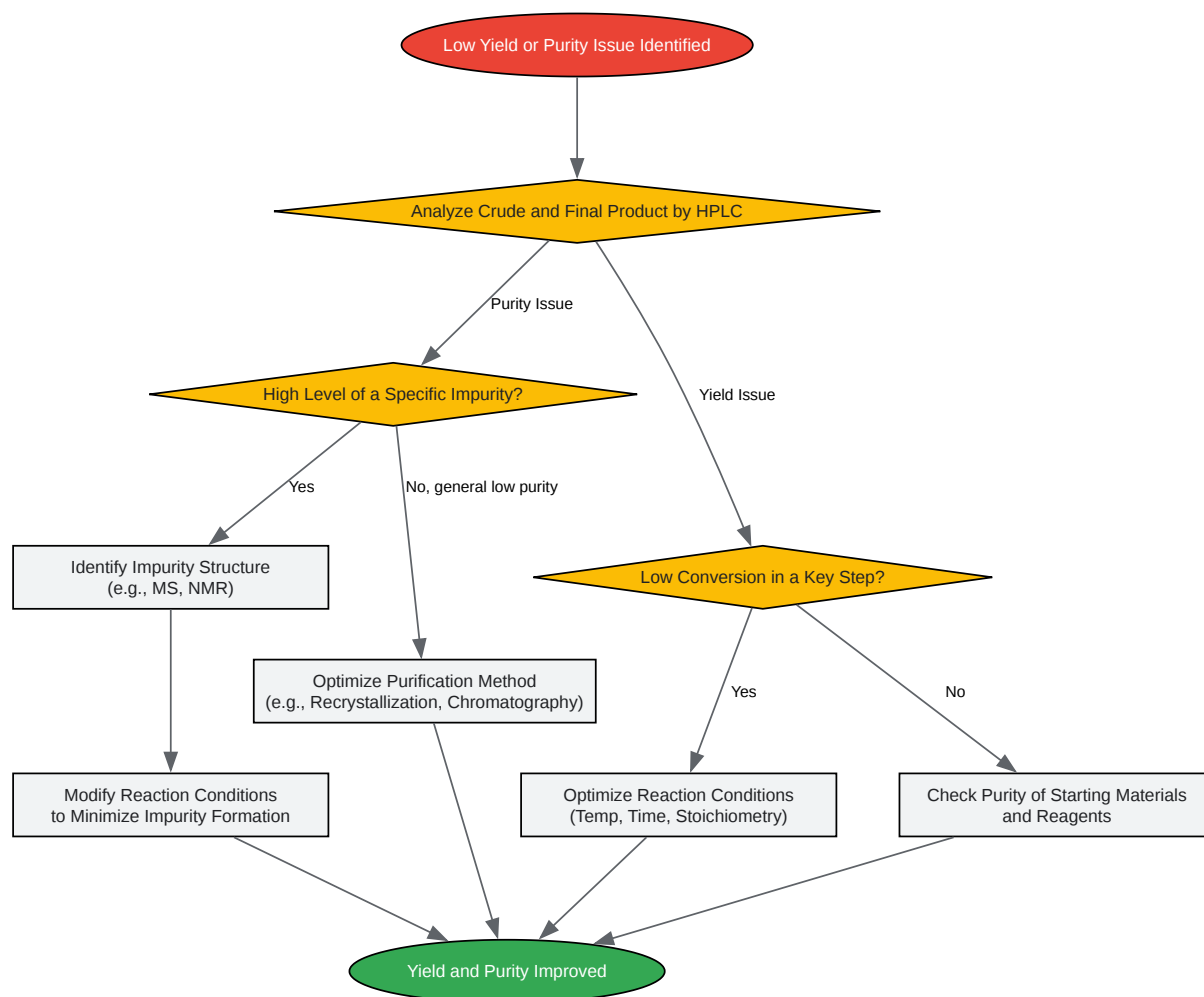 Low Yield or Purity Issue Identified
Analyze Crude and Final Product by HPLC
Purity Issue
High Level of a Specific Impurity?
Yield Issue
Yes
No, general low purity
Identify Impurity Structure
(e.g., MS, NMR)
Low Conversion in a Key Step?
Optimize Purification Method
(e.g., Recrystallization, Chromatography)
Yes
No
Modify Reaction Conditions
to Minimize Impurity Formation
Optimize Reaction Conditions
(Temp, Time, Stoichiometry)
Check Purity of Starting Materials
and Reagents
Yield and Purity Improved